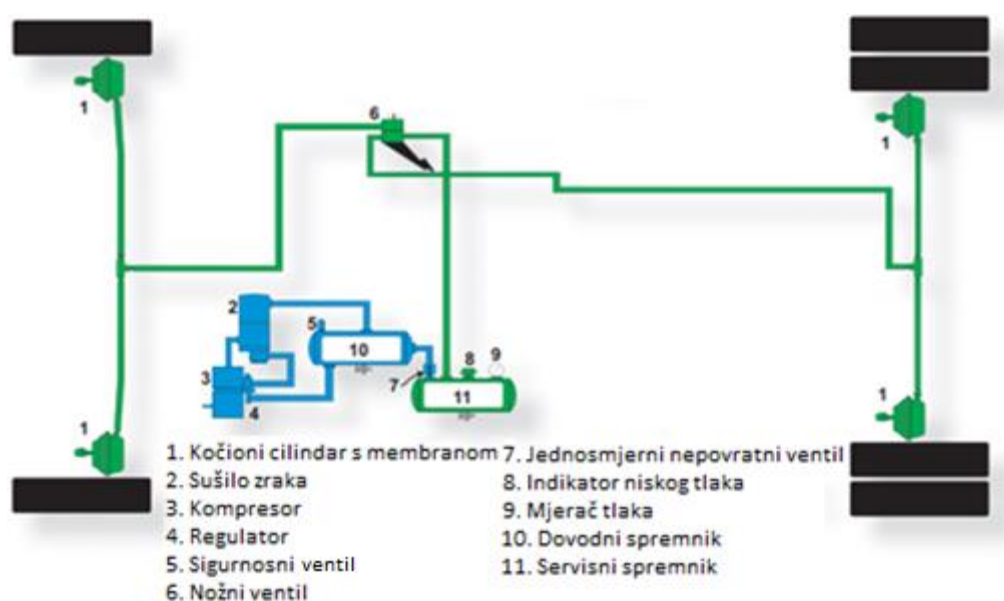 1
6
1
2
5
10
8
9
3
7
11
4
1
1
1. Kočioni cilindar s membranom
2. Sušilo zraka
3. Kompresor
4. Regulator
5. Sigurnosni ventil
6. Nožni ventil
7. Jednosmjerni nepovratni ventil
8. Indikator niskog tlaka
9. Mjerač tlaka
10. Dovodni spremnik
11. Servisni spremnik